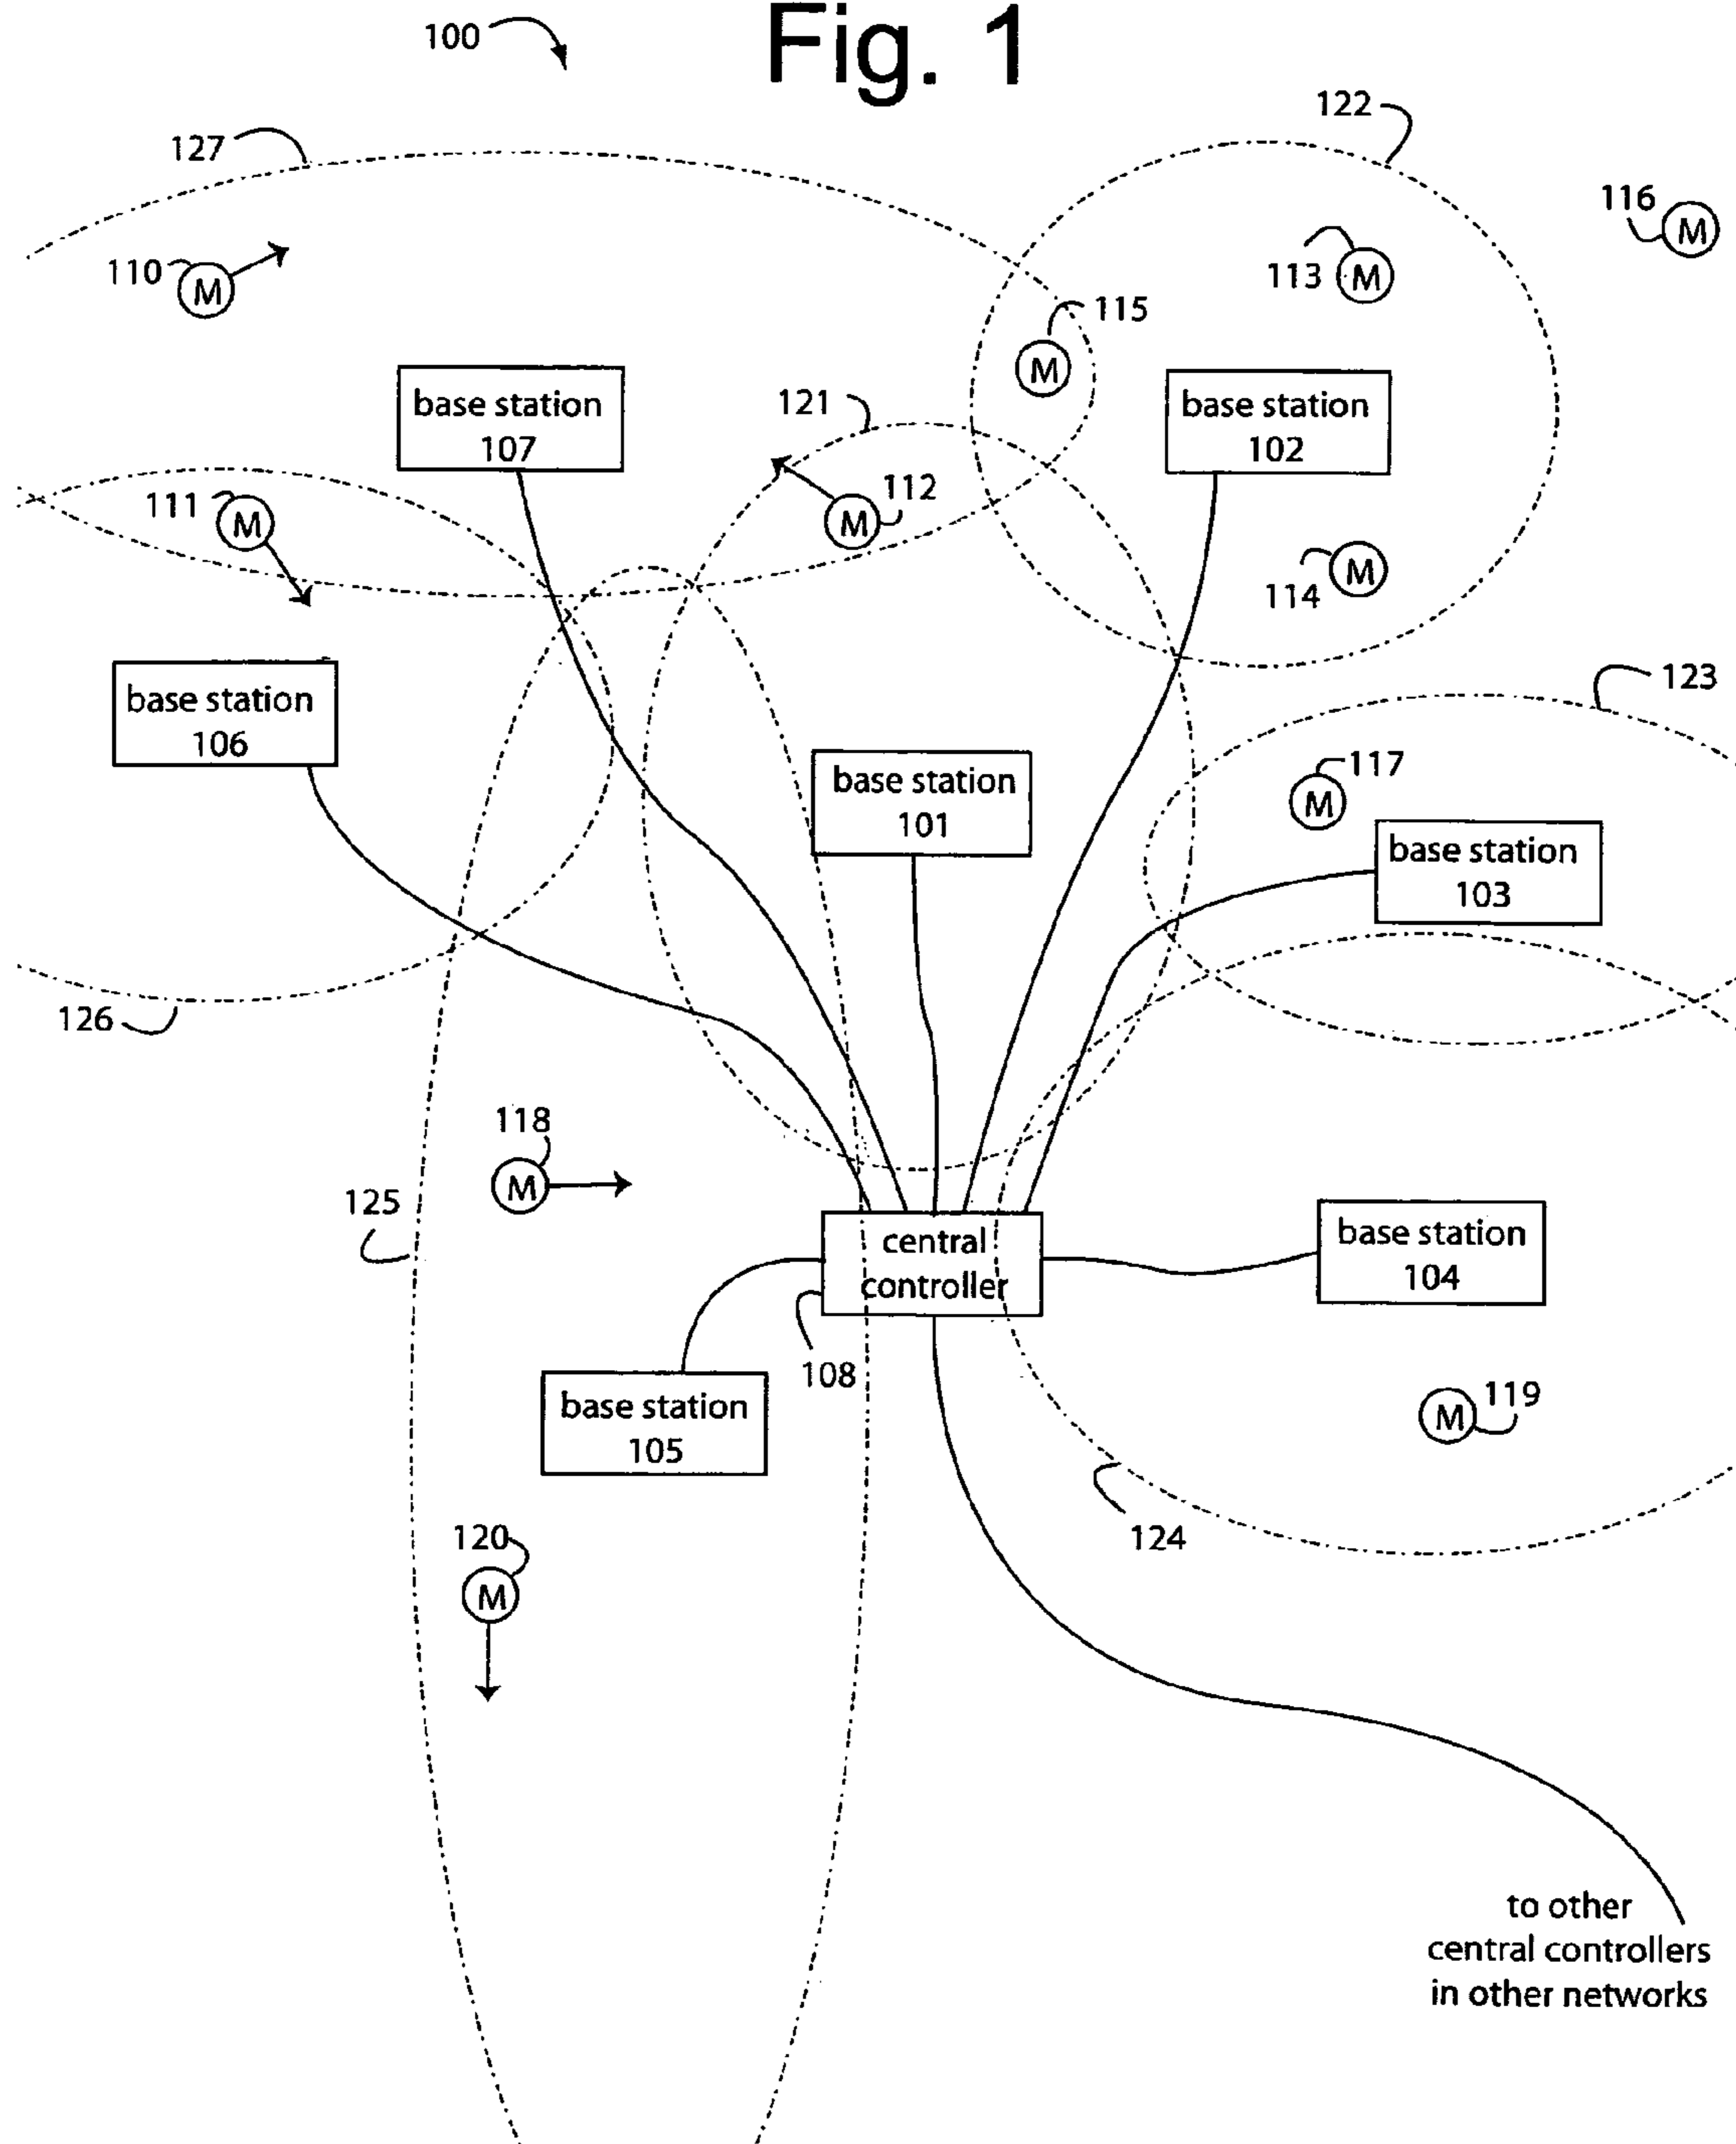 Fig. 1
100
122
127
116
M
110
M
113
M
115
M
base station
107
base station
102
121
111
M
112
M
114
M
base station
106
123
117
M
base station
101
base station
103
126
118
M
125
central
controller
base station
104
108
base station
105
119
M
124
120
M
to other
central controllers
in other networks